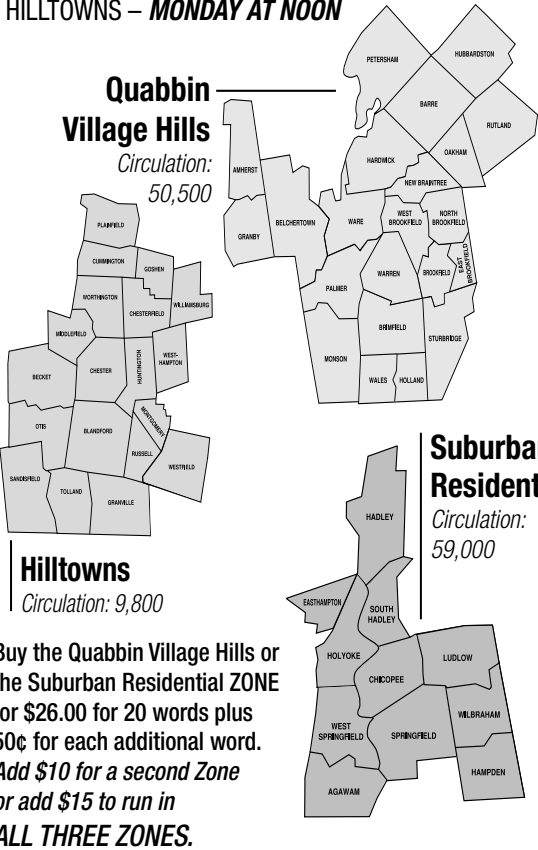 HILLTOWNS – MONDAY AT NOON
Quabbin
Village Hills
Circulation:
50,500
PETERSHAM
HUBBARDSTON
BARRE
RUTLAND
OAKHAM
HARDWICK
NEW BRAINTREE
AMHERST
BELCHERTOWN
GRANBY
WARE
WEST
BROOKFIELD
NORTH
BROOKFIELD
EAST
BROOKFIELD
BROOKFIELD
WARREN
PALMER
BRIMFIELD
STURBRIDGE
MONSON
WALES
HOLLAND
PLAINFIELD
CUMMINGTON
GOSHEN
WORTHINGTON
CHESTERFIELD
WILLIAMSBURG
MIDDLEFIELD
CHESTER
HUNTINGTON
WEST-
HAMPTON
BECKET
OTIS
BLANDFORD
MONTGOMERY
RUSSELL
WESTFIELD
SANDISFIELD
TOLLAND
GRANVILLE
Hilltowns
Circulation: 9,800
Suburba
Resident
Circulation:
59,000
HADLEY
EASTHAMPTON
SOUTH
HADLEY
HOLYOKE
CHICOPEE
LUDLOW
WEST
SPRINGFIELD
SPRINGFIELD
WILBRAHAM
AGAWAM
HAMPDEN
Buy the Quabbin Village Hills or
the Suburban Residential ZONE
for $26.00 for 20 words plus
50¢ for each additional word.
Add $10 for a second Zone
or add $15 to run in
ALL THREE ZONES.